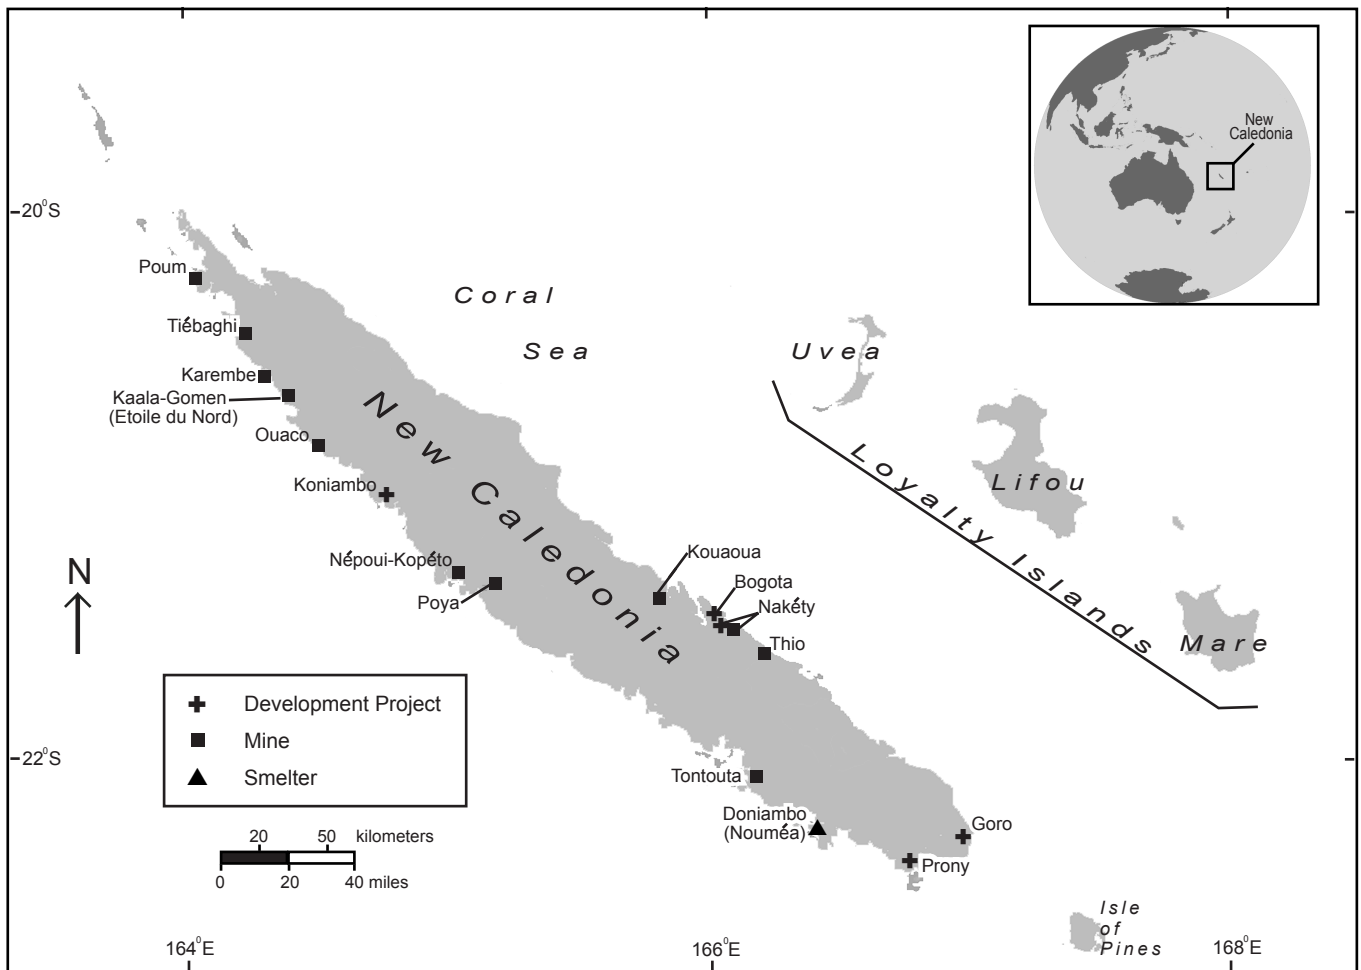 New
Caledonia
20°S
Poum
Coral
Sea
Tiébaghi
Uvea
Karembe
Kaala-Gomen
(Etoile du Nord)
New Caledonia
Ouaco
Loyalty Islands
Lifou
Koniambo
Népoui-Kopéto
Kouaoua
Bogota
Poya
Nakéty
N
Thio
Mare
Development Project
Mine
Smelter
22°S
Tontouta
Doniambo
(Nouméa)
Goro
Prony
20 50 kilometers
0 20 40 miles
Isle
of
Pines
164°E 166°E 168°E